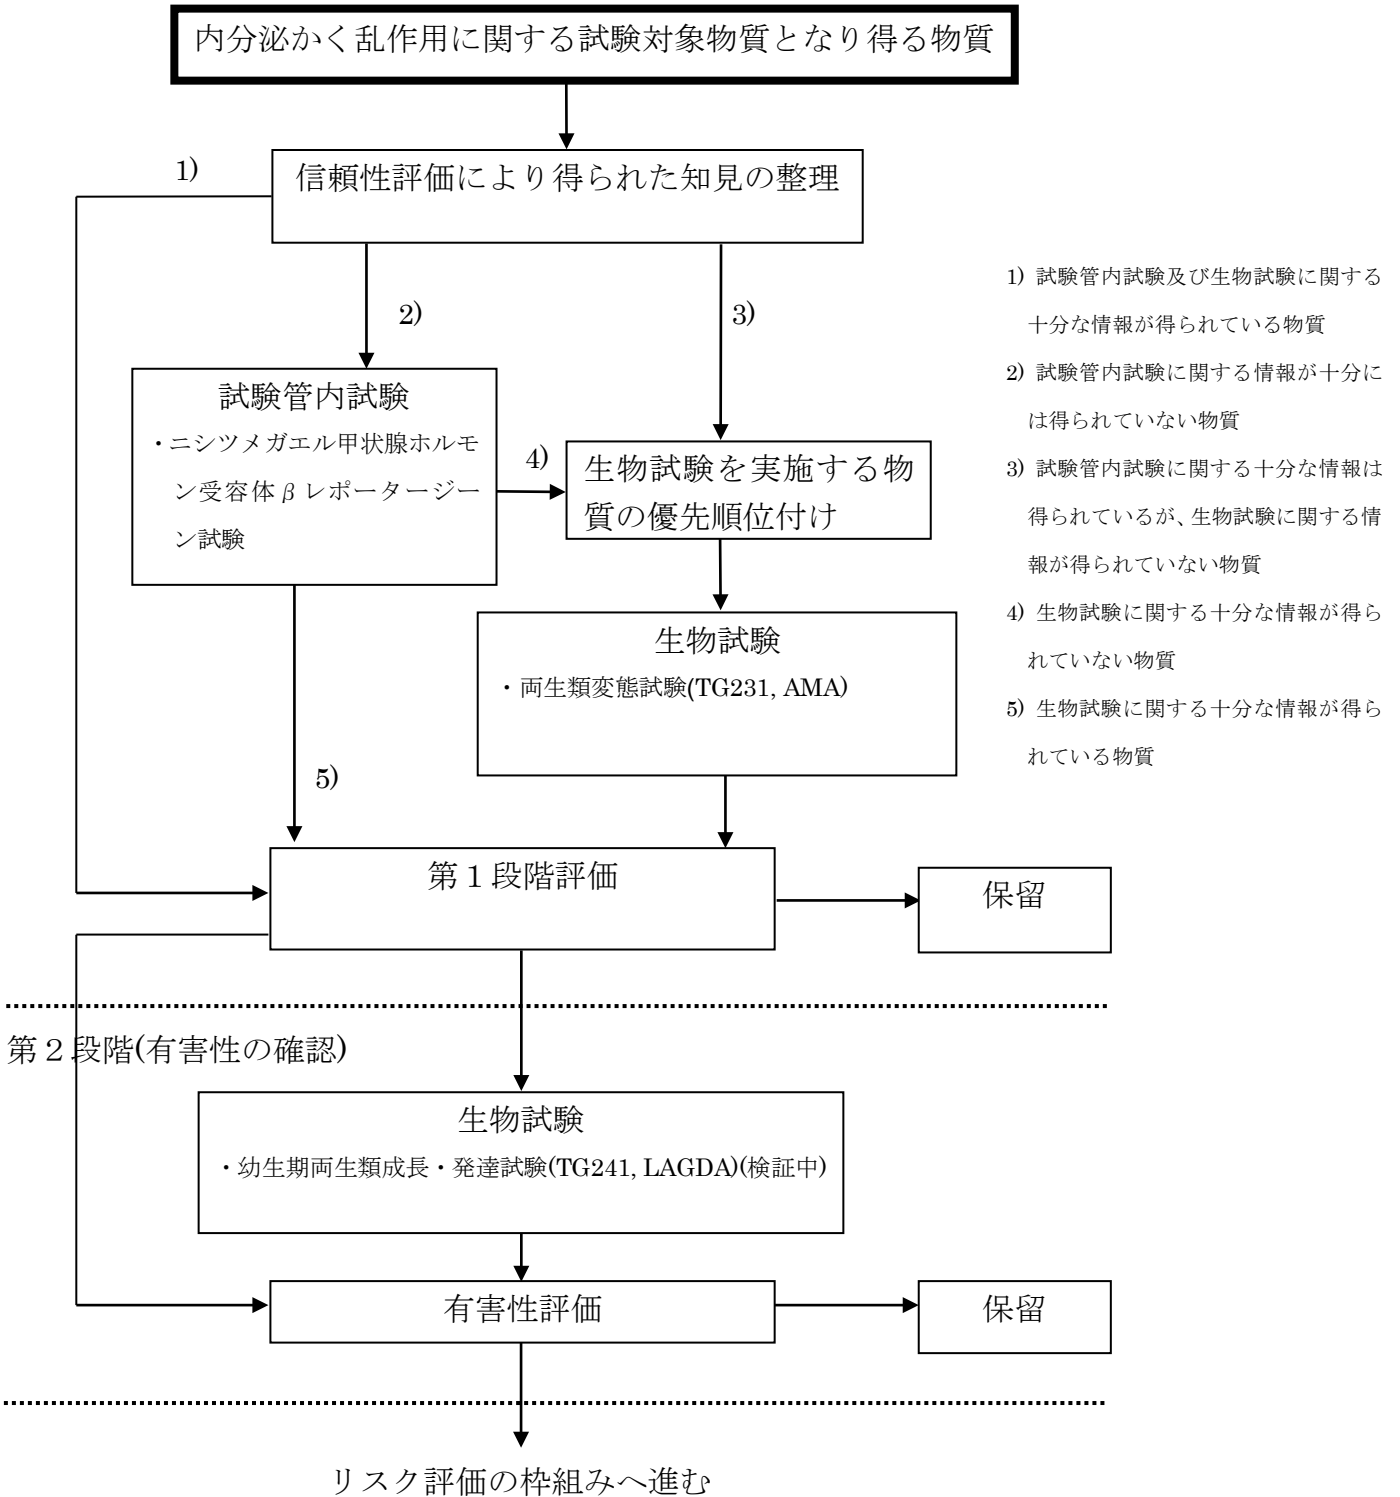 内分泌かく乱作用に関する試験対象物質となり得る物質
1)
信頼性評価により得られた知見の整理
2)
3)
試験管内試験
・ニシツメガエル甲状腺ホルモ
ン受容体βレポータージー
ン試験
4)
生物試験を実施する物
質の優先順位付け
生物試験
・両生類変態試験(TG231, AMA)
5)
1) 試験管内試験及び生物試験に関する
十分な情報が得られている物質
2) 試験管内試験に関する情報が十分に
は得られていない物質
3) 試験管内試験に関する十分な情報は
得られているが、生物試験に関する情
報が得られていない物質
4) 生物試験に関する十分な情報が得ら
れていない物質
5) 生物試験に関する十分な情報が得ら
れている物質
第１段階評価
保留
第２段階(有害性の確認)
生物試験
・幼生期両生類成長・発達試験(TG241, LAGDA)(検証中)
有害性評価
保留
リスク評価の枠組みへ進む